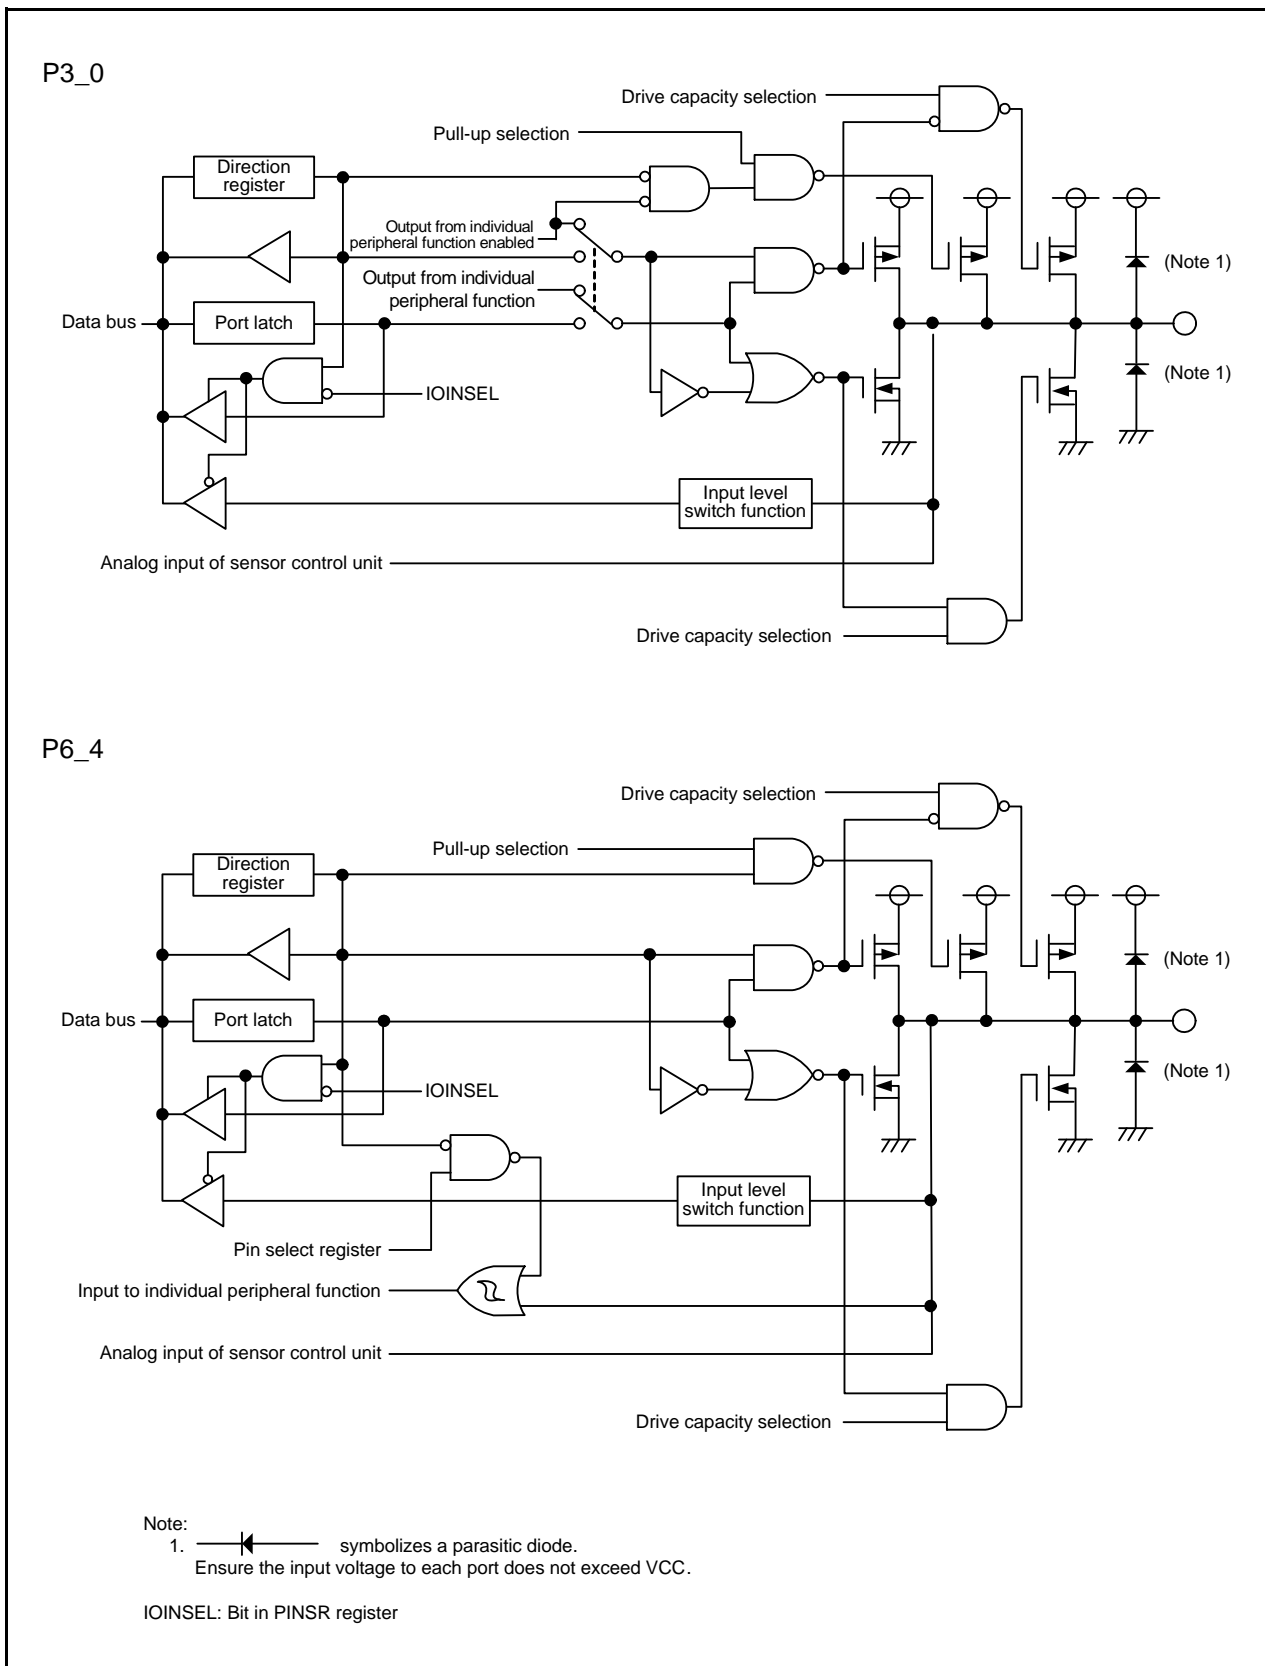 P3_0
Drive capacity selection
Pull-up selection
Direction
register
Output from individual
peripheral function enabled
Output from individual
peripheral function
(Note 1)
Data bus
Port latch
(Note 1)
IOINSEL
Input level
switch function
Analog input of sensor control unit
Drive capacity selection
P6_4
Drive capacity selection
Pull-up selection
Direction
register
(Note 1)
Data bus
Port latch
(Note 1)
IOINSEL
Input level
switch function
Pin select register
Input to individual peripheral function
Analog input of sensor control unit
Drive capacity selection
Note:
1. symbolizes a parasitic diode.
Ensure the input voltage to each port does not exceed VCC.
IOINSEL: Bit in PINSR register